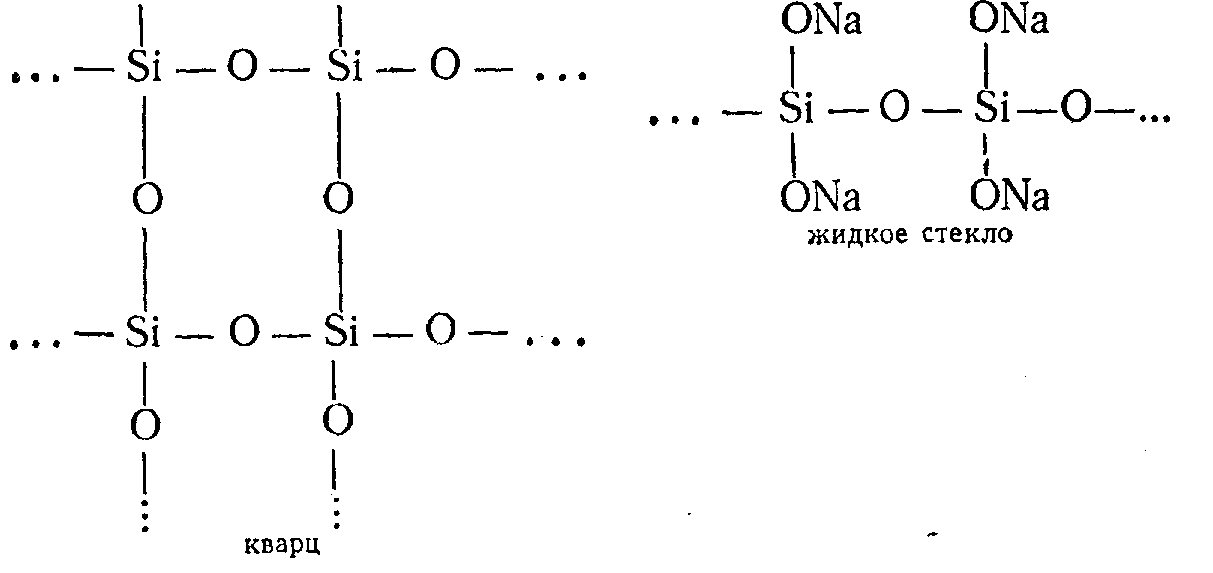 ... — Si — O — Si — O — ...
O O
... — Si — O — Si — O — ...
O O
⋮ ⋮
кварц
ONa ONa
... — Si — O — Si — O — ...
ONa ONa
жидкое стекло